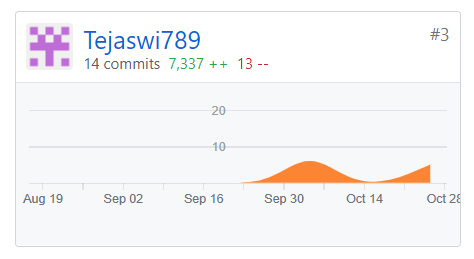 Tejaswi789
#3
14 commits 7,337 ++ 13 --
20
10
Aug 19 Sep 02 Sep 16 Sep 30 Oct 14 Oct 28